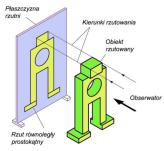 Płaszczyzna
rzutni
Kierunki rzutowania
Obiekt
rzutowany
Obserwator
Rzut równoległy
prostokątny